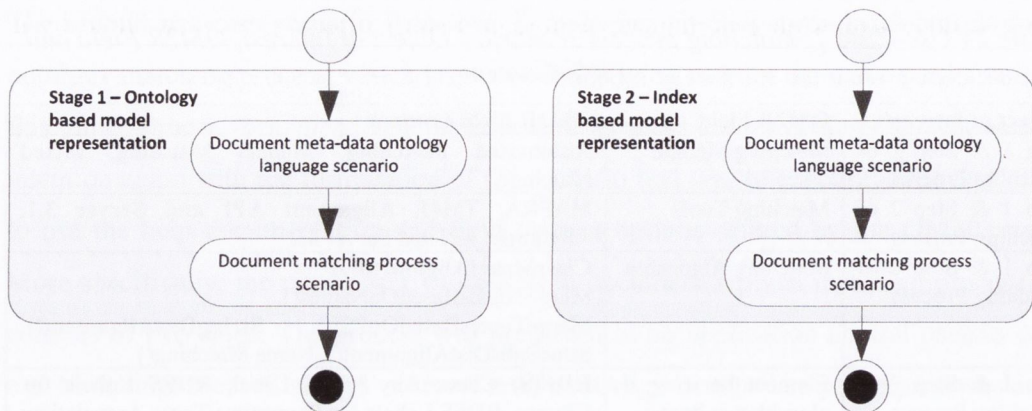 Stage 1 – Ontology
based model
representation
Document meta-data ontology
language scenario
Document matching process
scenario
Stage 2 – Index
based model
representation
Document meta-data ontology
language scenario
Document matching process
scenario